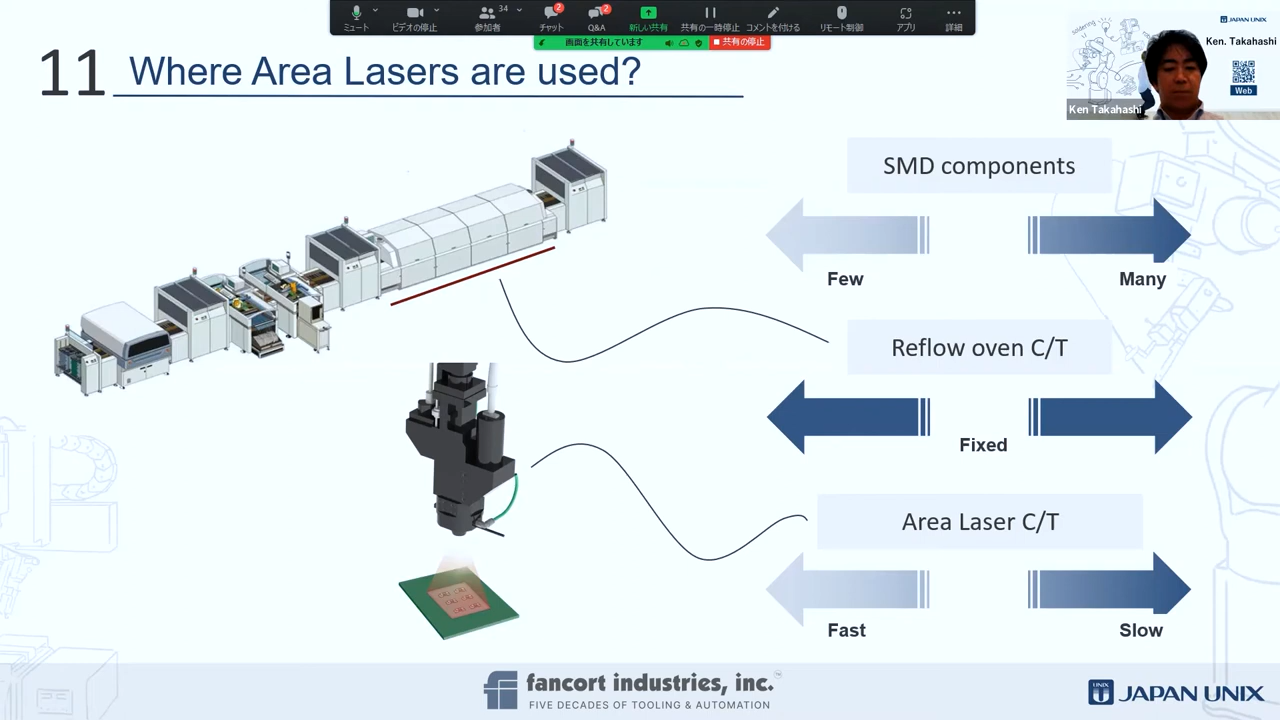 34
2
2
ミュート
ビデオの停止
参加者
チャット
Q&A
新しい共有
共有の一時停止
コメントを付ける
リモート制御
アプリ
詳細
画面を共有しています
共有の停止
JAPAN UNIX
Ken. Takahashi
soldering
Web
Ken Takahashi
11 Where Area Lasers are used?
SMD components
Few
Many
Reflow oven C/T
Fixed
Area Laser C/T
Fast
Slow
fancort industries, inc.™
FIVE DECADES OF TOOLING & AUTOMATION
UNIX
JAPAN UNIX